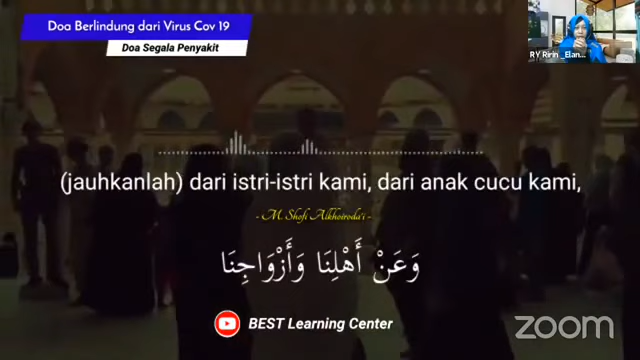 Doa Berlindung dari Virus Cov 19
Doa Segala Penyakit
RY Ririn _Elan...
(jauhkanlah) dari istri-istri kami, dari anak cucu kami,
- M. Shofi Alkhoiroda'i -
وَعَنْ أَهْلِنَا وَأَزْوَاجِنَا
BEST Learning Center
zoom